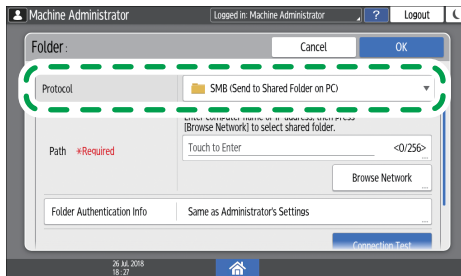 Machine Administrator
Logged in: Machine Administrator
?
Logout
Folder :
Cancel
OK
Protocol
SMB (Send to Shared Folder on PC)
Enter computer name or IP address, then Press
[Browse Network] to select shared folder.
Path ✳Required
Touch to Enter
<0/256>
Browse Network
Folder Authentication Info
Same as Administrator's Settings
Connection Test
26 JUL 2018
18 : 27